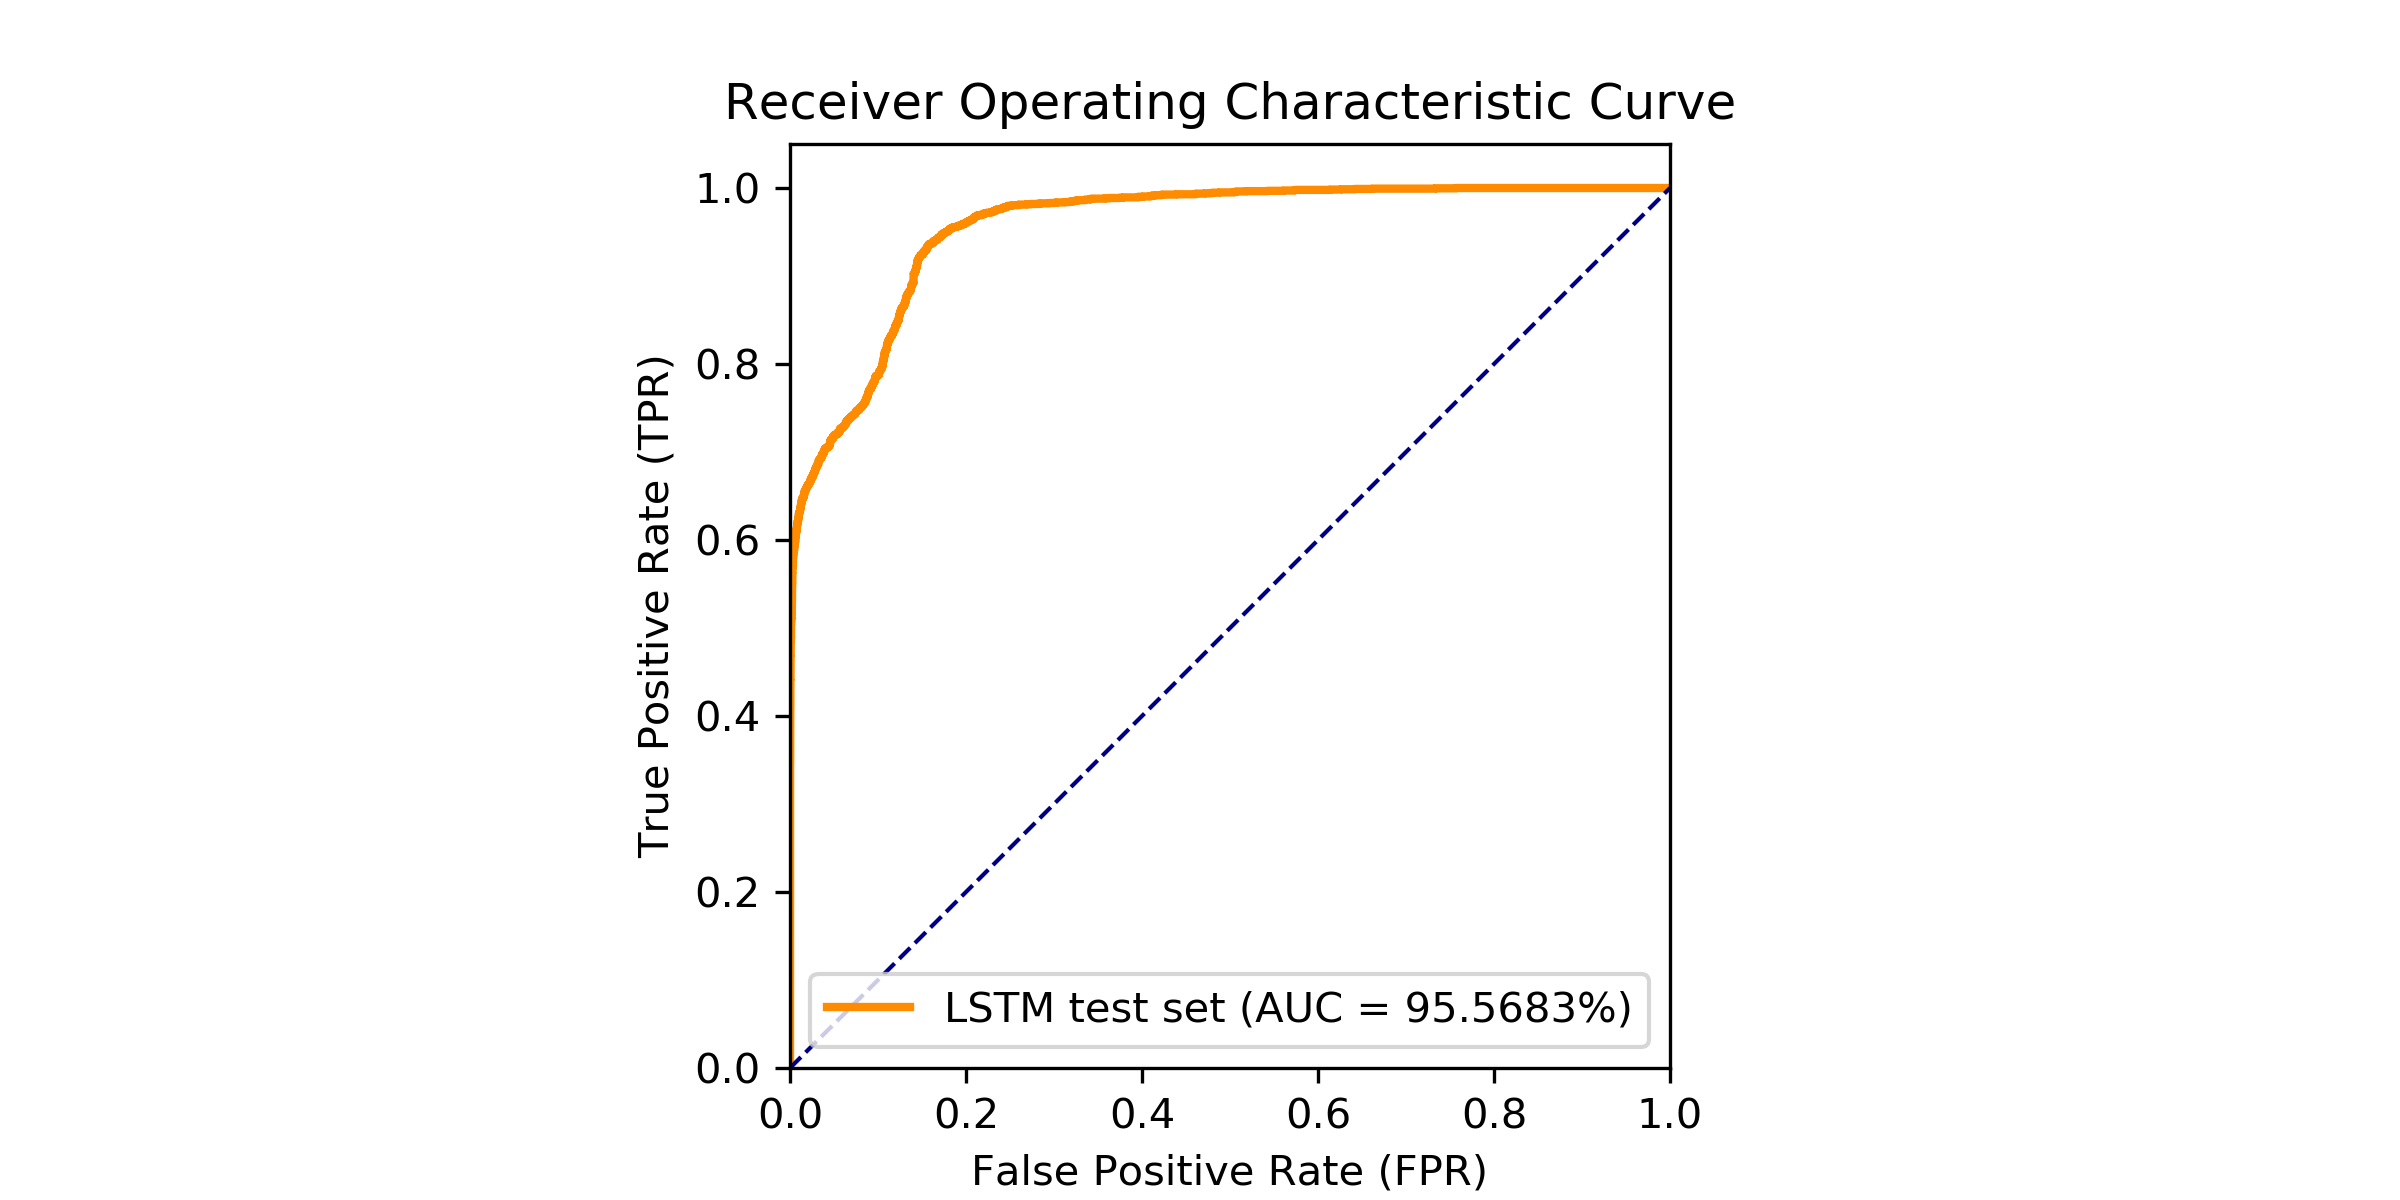 Receiver Operating Characteristic Curve
True Positive Rate (TPR)
1.0
0.8
0.6
0.4
0.2
0.0
LSTM test set (AUC = 95.5683%)
0.0 0.2 0.4 0.6 0.8 1.0
False Positive Rate (FPR)